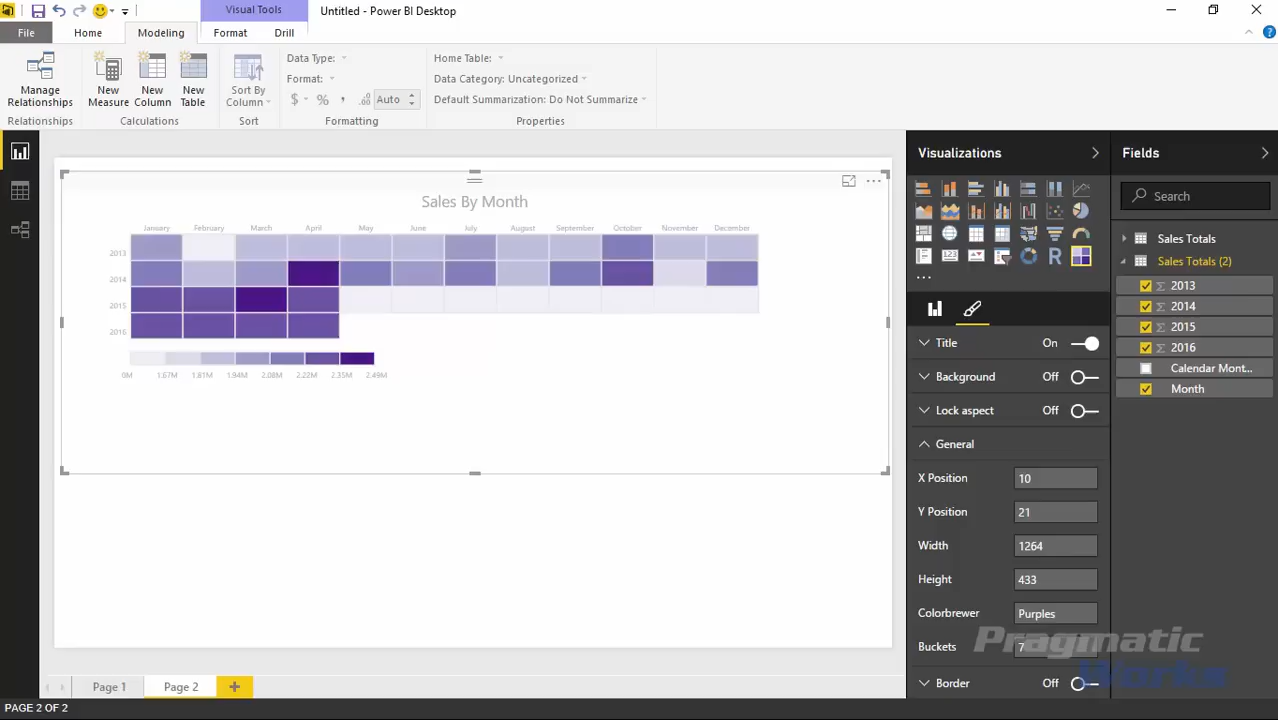 Visual Tools
Untitled - Power BI Desktop
File
Home
Modeling
Format
Drill
Manage
Relationships
New
Measure
New
Column
New
Table
Sort By
Column
Data Type:
Format:
$ % , .00 Auto
Home Table:
Data Category: Uncategorized
Default Summarization: Do Not Summarize
Relationships
Calculations
Sort
Formatting
Properties
Sales By Month
January February March April May June July August September October November December
2013
2014
2015
2016
0M 1.67M 1.81M 1.94M 2.08M 2.22M 2.35M 2.49M
Visualizations
R
123
Title On
Background Off
Lock aspect Off
General
X Position 10
Y Position 21
Width 1264
Height 433
Colorbrewer Purples
Buckets 7
Border Off
Fields
Search
Sales Totals
Sales Totals (2)
Σ 2013
Σ 2014
Σ 2015
Σ 2016
Calendar Mont...
Month
Pragmatic
Works
Page 1
Page 2
PAGE 2 OF 2